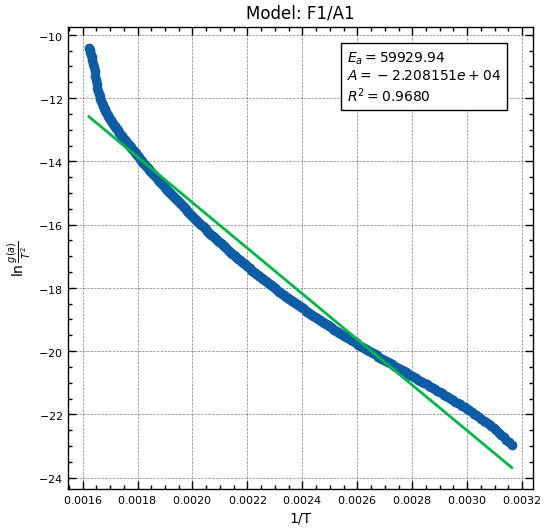 Model: F1/A1
E_a = 59929.94
A = −2.208151e + 04
R² = 0.9680
ln g(a)/T²
−10
−12
−14
−16
−18
−20
−22
−24
0.0016 0.0018 0.0020 0.0022 0.0024 0.0026 0.0028 0.0030 0.0032
1/T